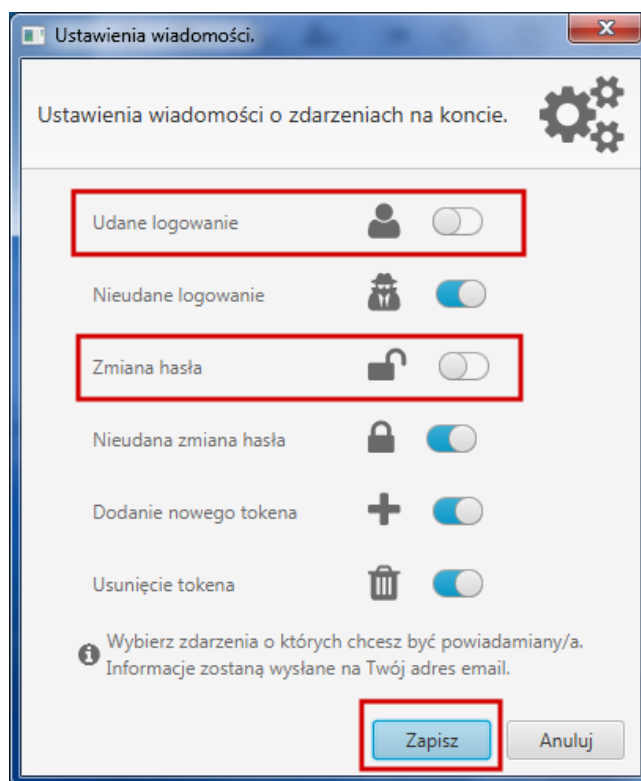 Ustawienia wiadomości.
Ustawienia wiadomości o zdarzeniach na koncie.
Udane logowanie
Nieudane logowanie
Zmiana hasła
Nieudana zmiana hasła
Dodanie nowego tokena
Usunięcie tokena
Wybierz zdarzenia o których chcesz być powiadamiany/a.
Informacje zostaną wysłane na Twój adres email.
Zapisz
Anuluj